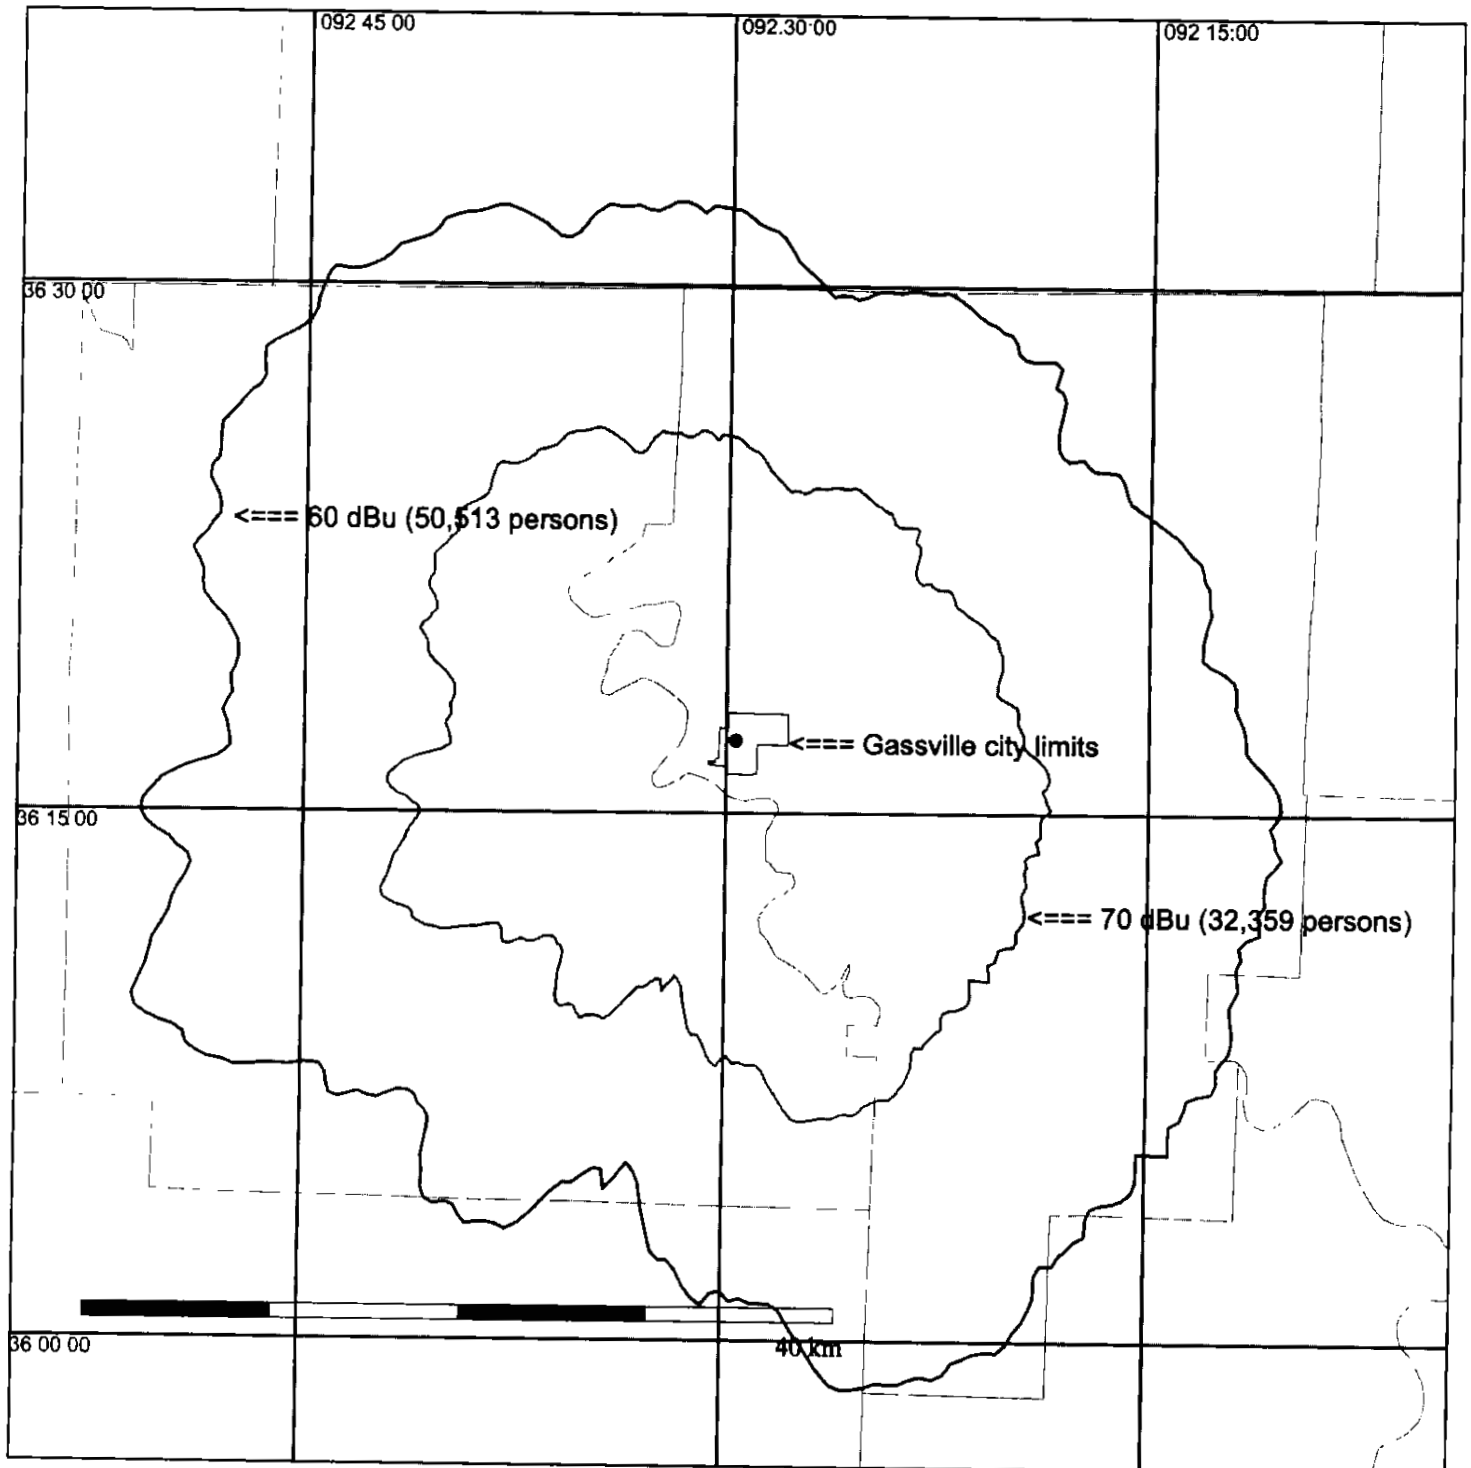 092 45 00
092.30:00
092 15:00
36 30 00
<=== 60 dBu (50,513 persons)
<=== Gassville city limits
36 15 00
<=== 70 dBu (32,359 persons)
36 00 00
40 km